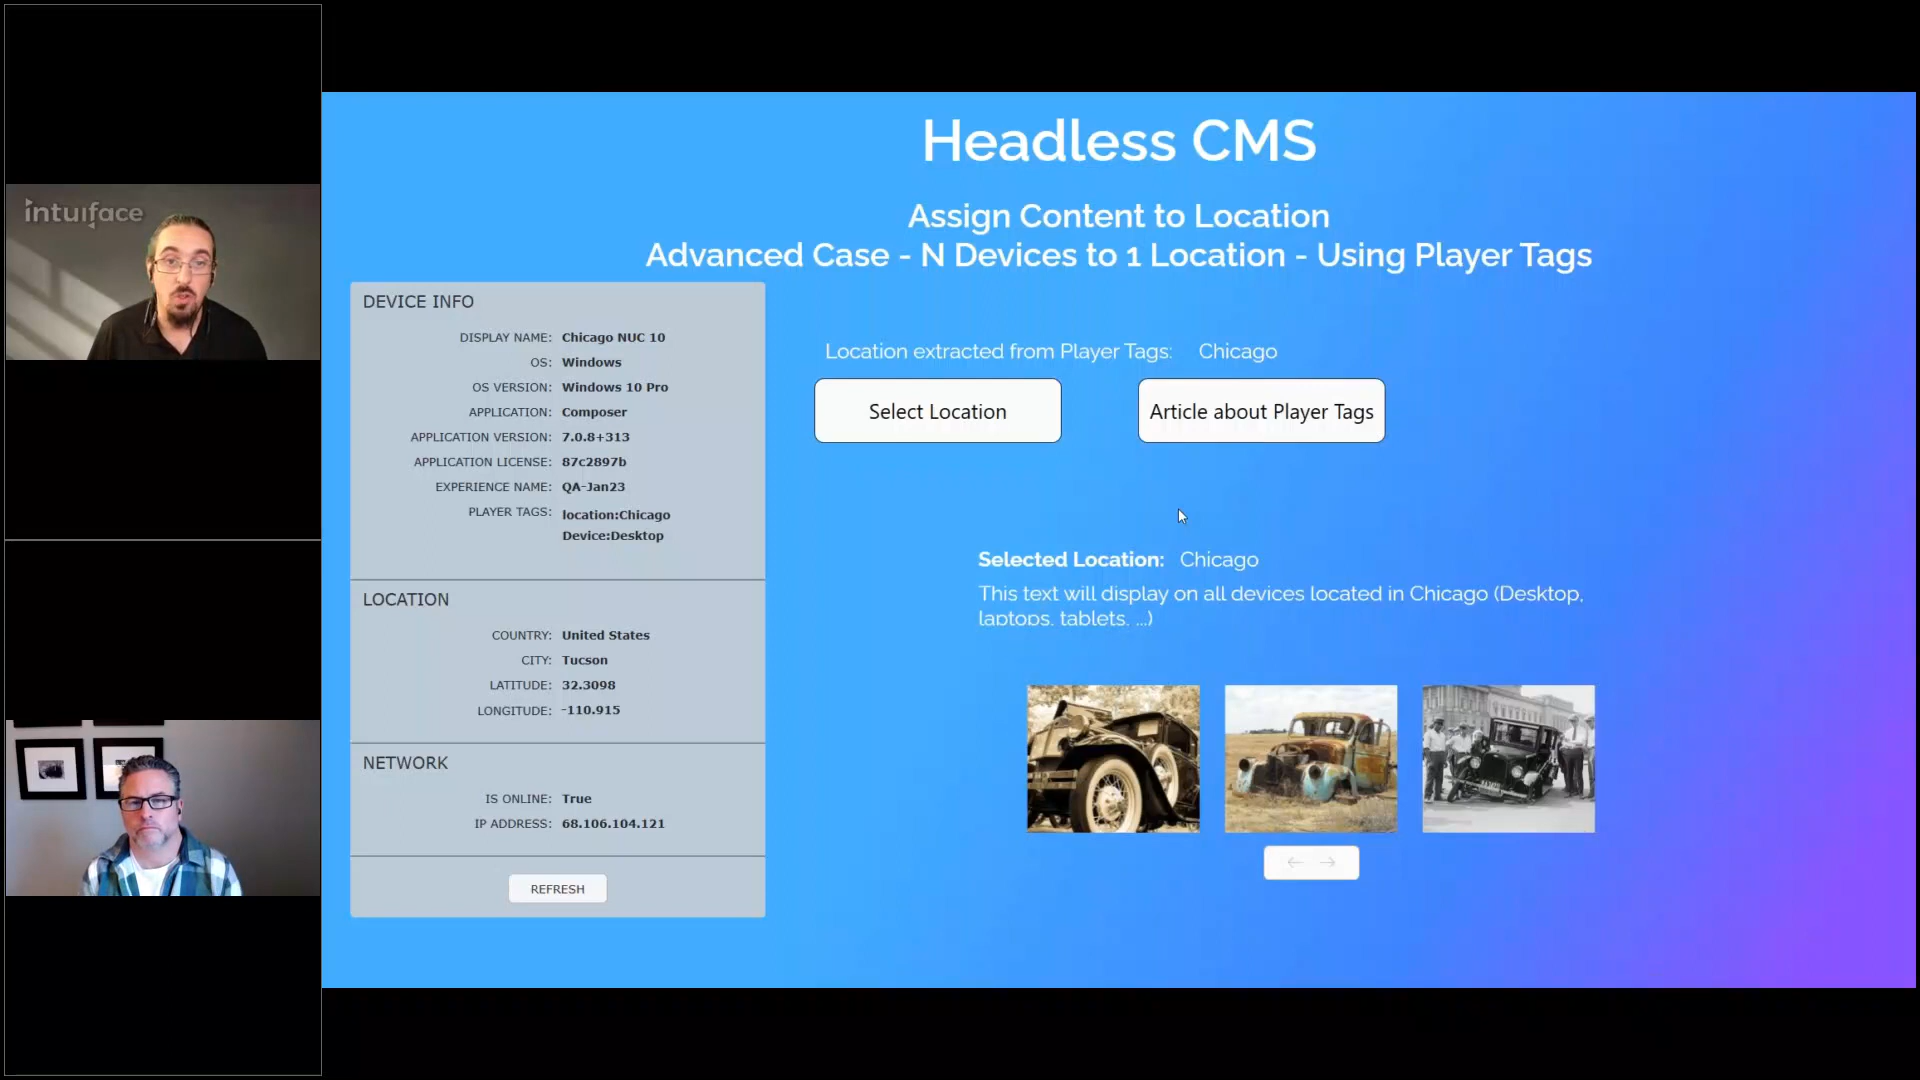 intuıface
Headless CMS
Assign Content to Location
Advanced Case - N Devices to 1 Location - Using Player Tags
DEVICE INFO
DISPLAY NAME: Chicago NUC 10
OS: Windows
OS VERSION: Windows 10 Pro
APPLICATION: Composer
APPLICATION VERSION: 7.0.8+313
APPLICATION LICENSE: 87c2897b
EXPERIENCE NAME: QA-Jan23
PLAYER TAGS: location:Chicago
Device:Desktop
LOCATION
COUNTRY: United States
CITY: Tucson
LATITUDE: 32.3098
LONGITUDE: -110.915
NETWORK
IS ONLINE: True
IP ADDRESS: 68.106.104.121
REFRESH
Location extracted from Player Tags: Chicago
Select Location
Article about Player Tags
Selected Location: Chicago
This text will display on all devices located in Chicago (Desktop,
laptops, tablets, ...)